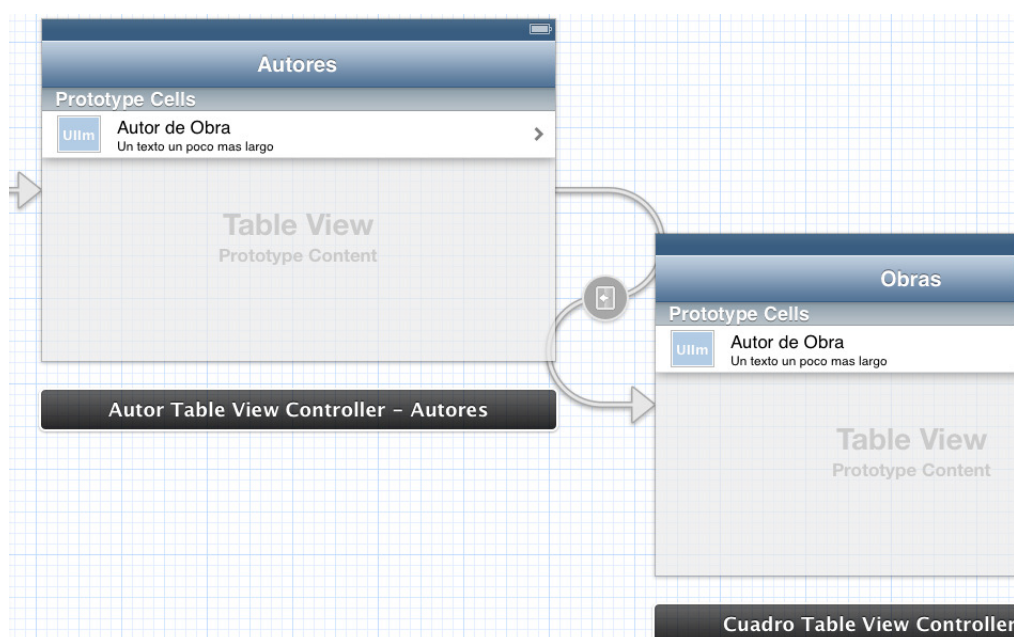 Autores
Prototype Cells
UIIm
Autor de Obra
Un texto un poco mas largo
Table View
Prototype Content
Autor Table View Controller – Autores
Obras
Prototype Cells
UIIm
Autor de Obra
Un texto un poco mas largo
Table View
Prototype Content
Cuadro Table View Controller